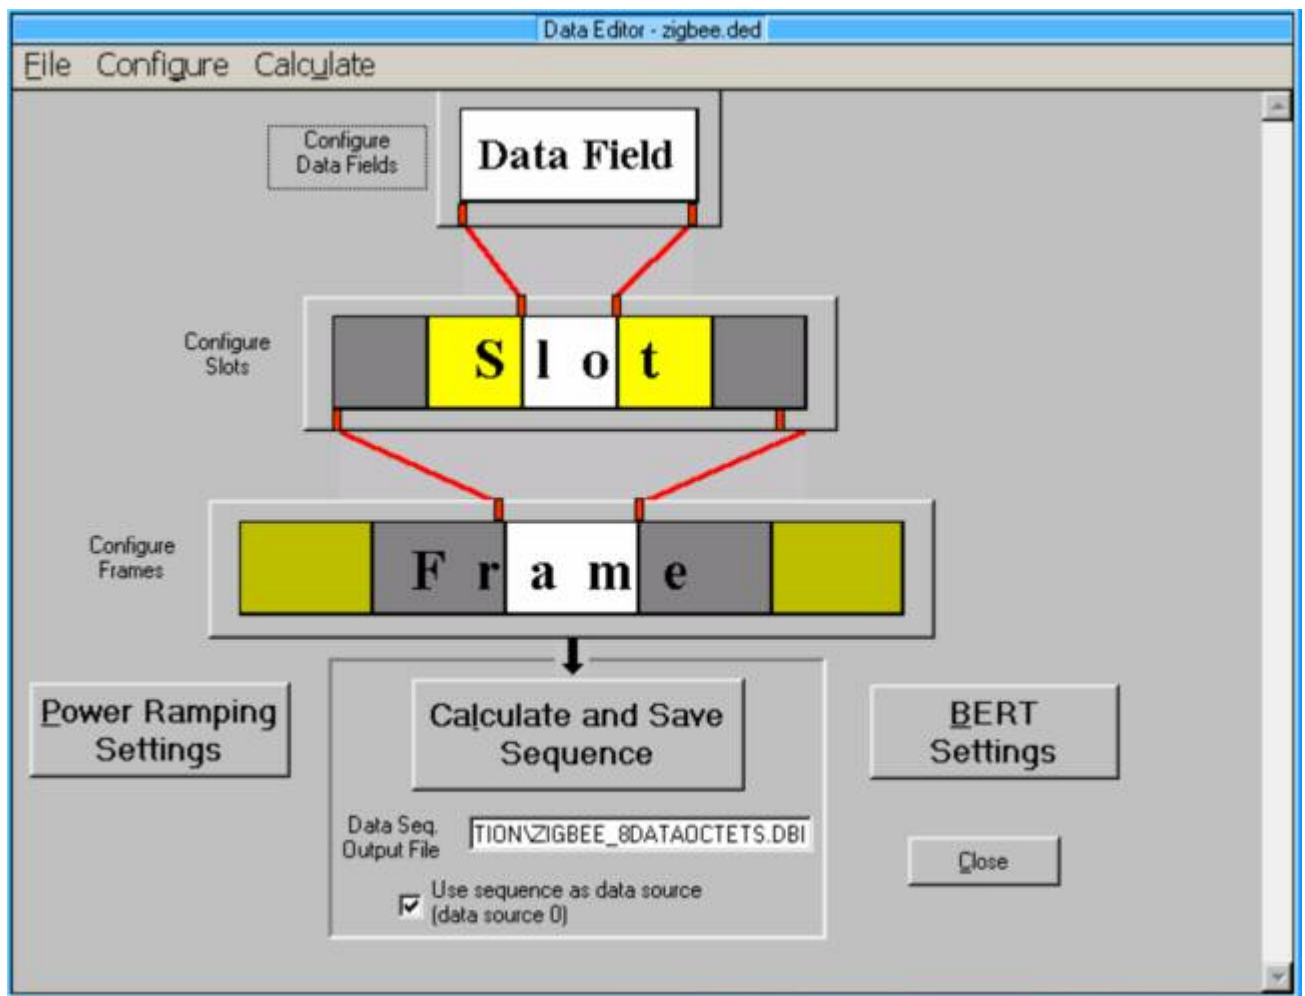 Data Editor - zigbee.ded
File Configure Calculate
Configure
Data Fields
Data Field
Configure
Slots
Slot
Configure
Frames
Frame
Power Ramping
Settings
Calculate and Save
Sequence
BERT
Settings
Data Seq.
Output File
TION\ZIGBEE_8DATAOCTETS.DBI
Close
Use sequence as data source
(data source 0)